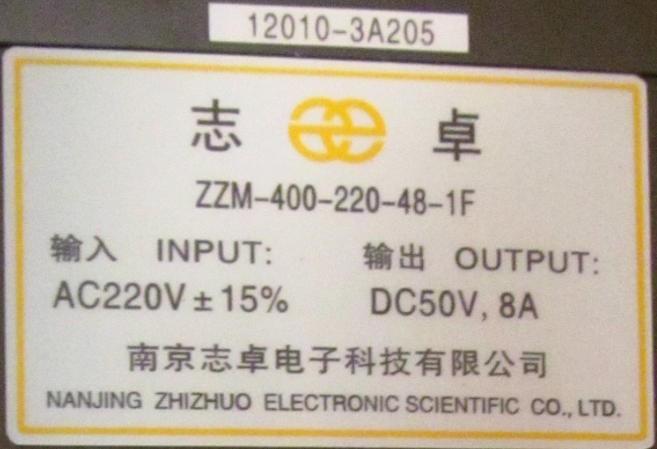 12010-3A205
志 卓
ZZM-400-220-48-1F
输入 INPUT: 输出 OUTPUT:
AC220V±15% DC50V, 8A
南京志卓电子科技有限公司
NANJING ZHIZHUO ELECTRONIC SCIENTIFIC CO., LTD.